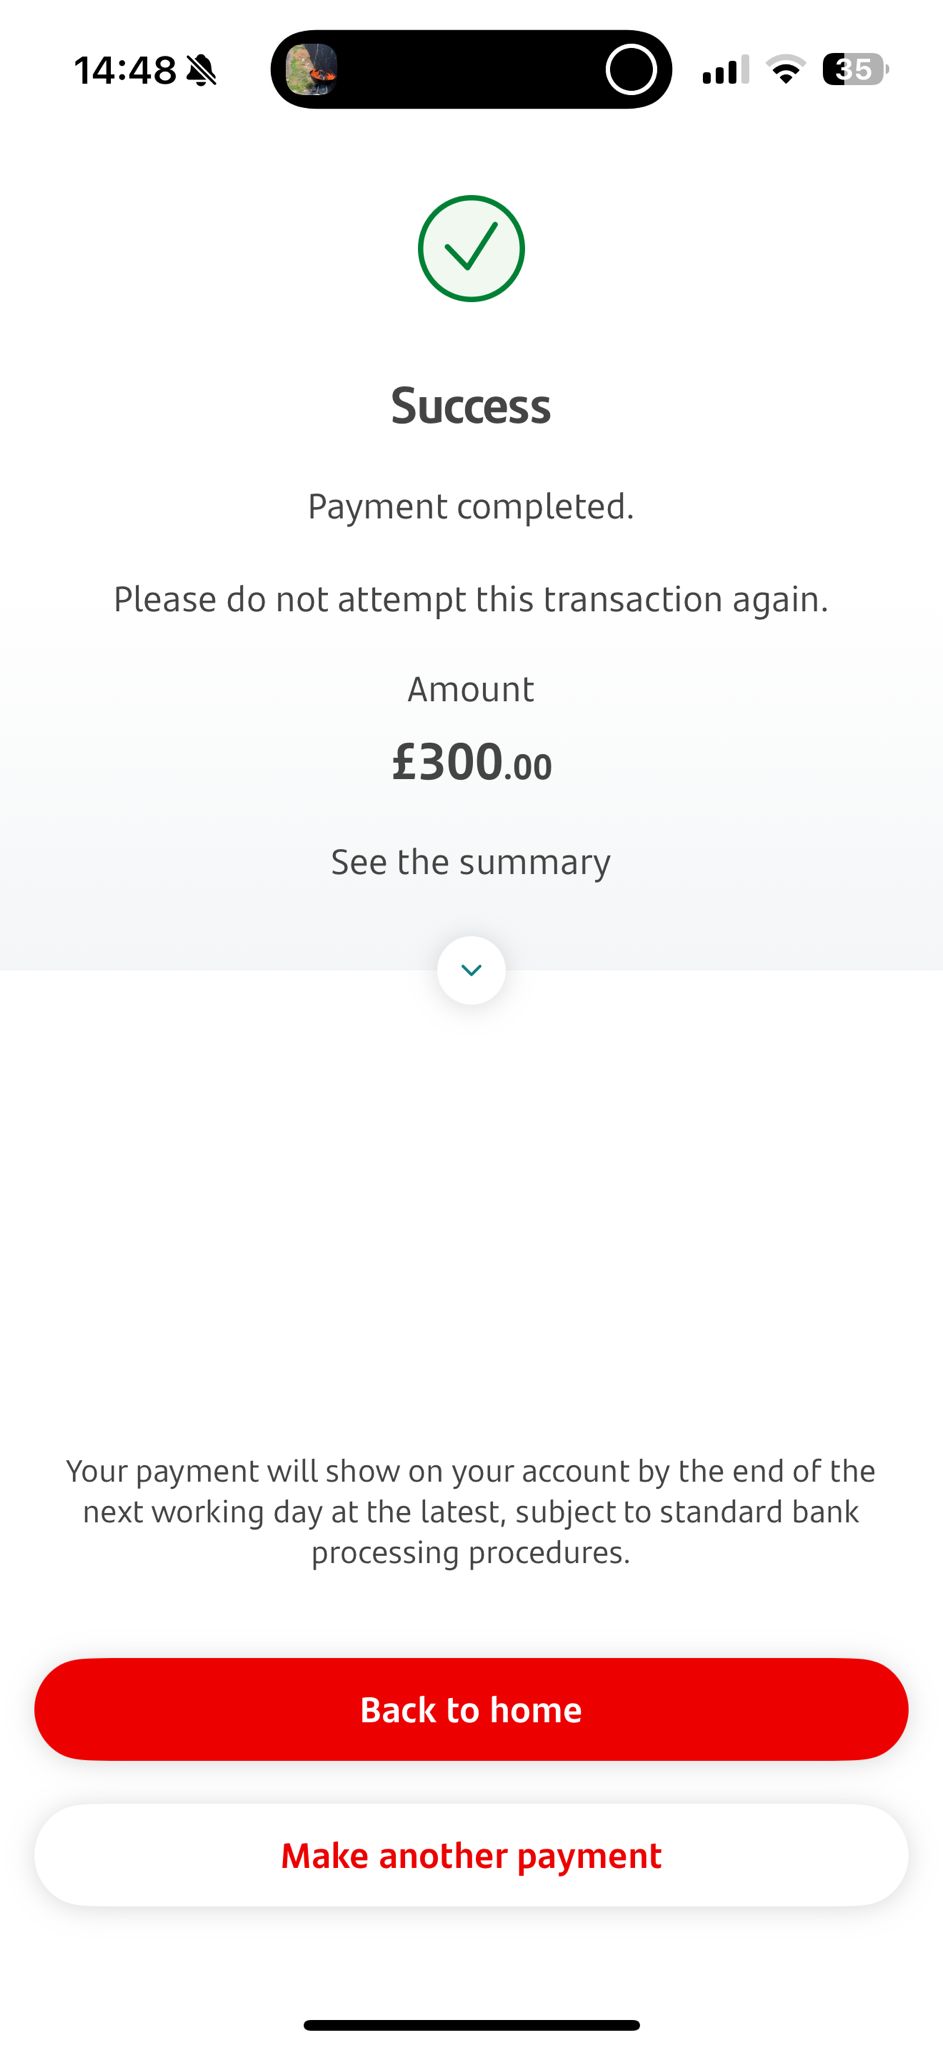 14:48
35
Success
Payment completed.
Please do not attempt this transaction again.
Amount
£300.00
See the summary
Your payment will show on your account by the end of the
next working day at the latest, subject to standard bank
processing procedures.
Back to home
Make another payment